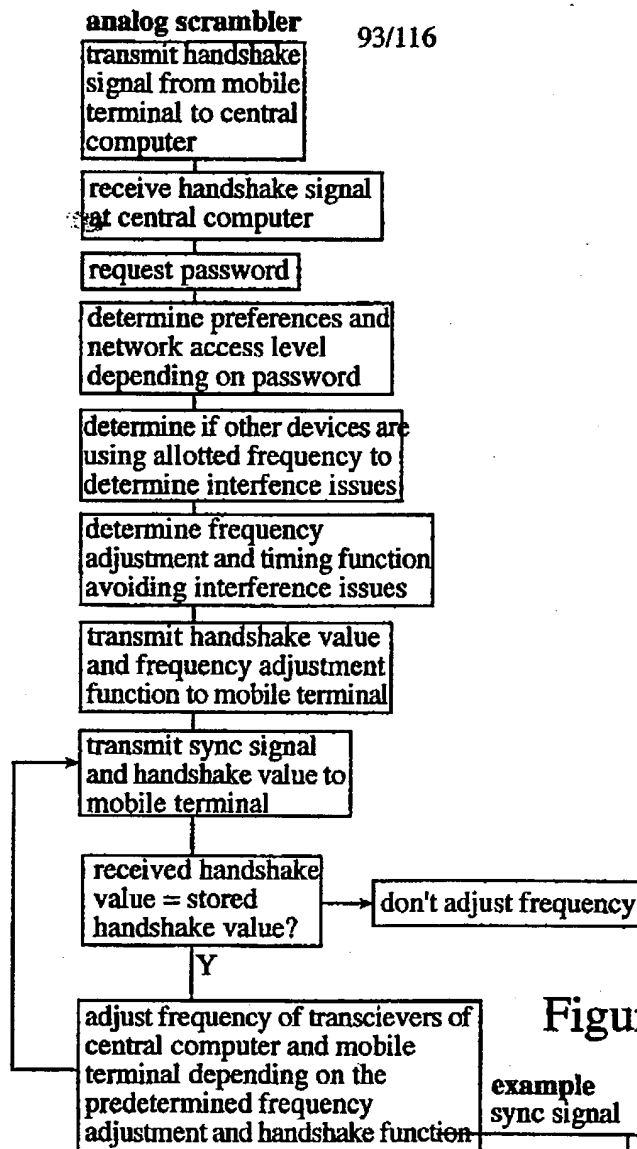 analog scrambler
93/116
transmit handshake
signal from mobile
terminal to central
computer
receive handshake signal
at central computer
request password
determine preferences and
network access level
depending on password
determine if other devices are
using allotted frequency to
determine interfence issues
determine frequency
adjustment and timing function
avoiding interference issues
transmit handshake value
and frequency adjustment
function to mobile terminal
transmit sync signal
and handshake value to
mobile terminal
received handshake
value = stored
handshake value?
don't adjust frequency
Y
adjust frequency of transcievers of
central computer and mobile
terminal depending on the
predetermined frequency
adjustment and handshake function
Figu
example
sync signal